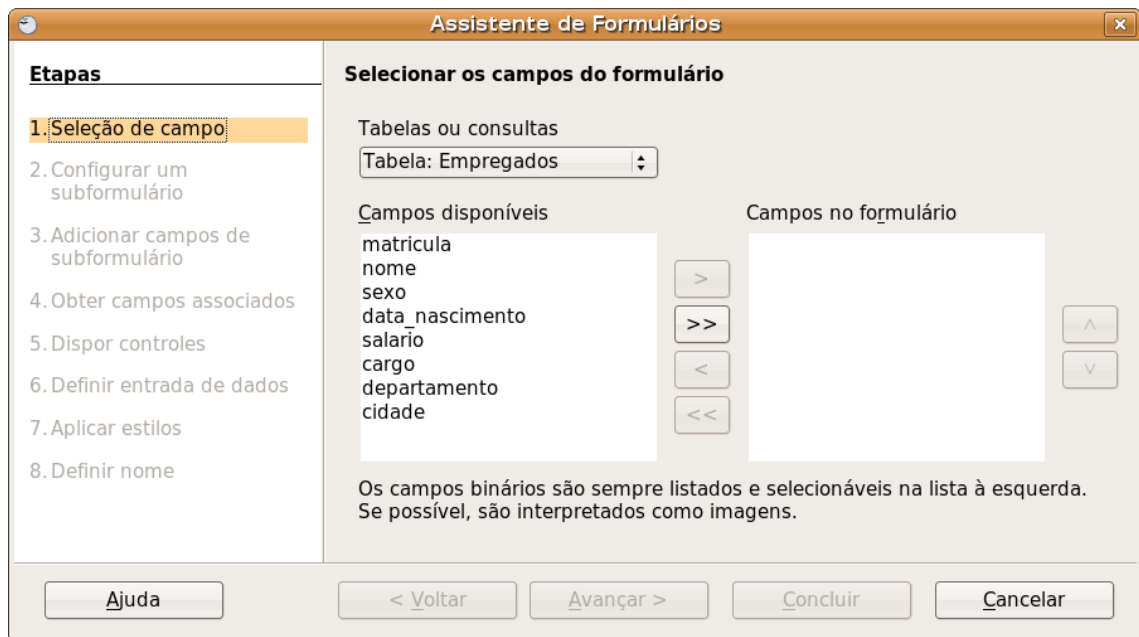 Assistente de Formulários
Etapas
1. Seleção de campo
2. Configurar um
subformulário
3. Adicionar campos de
subformulário
4. Obter campos associados
5. Dispor controles
6. Definir entrada de dados
7. Aplicar estilos
8. Definir nome
Selecionar os campos do formulário
Tabelas ou consultas
Tabela: Empregados
Campos disponíveis
matricula
nome
sexo
data_nascimento
salario
cargo
departamento
cidade
>
>>
<
<<
Campos no formulário
^
v
Os campos binários são sempre listados e selecionáveis na lista à esquerda.
Se possível, são interpretados como imagens.
Ajuda
< Voltar
Avançar >
Concluir
Cancelar